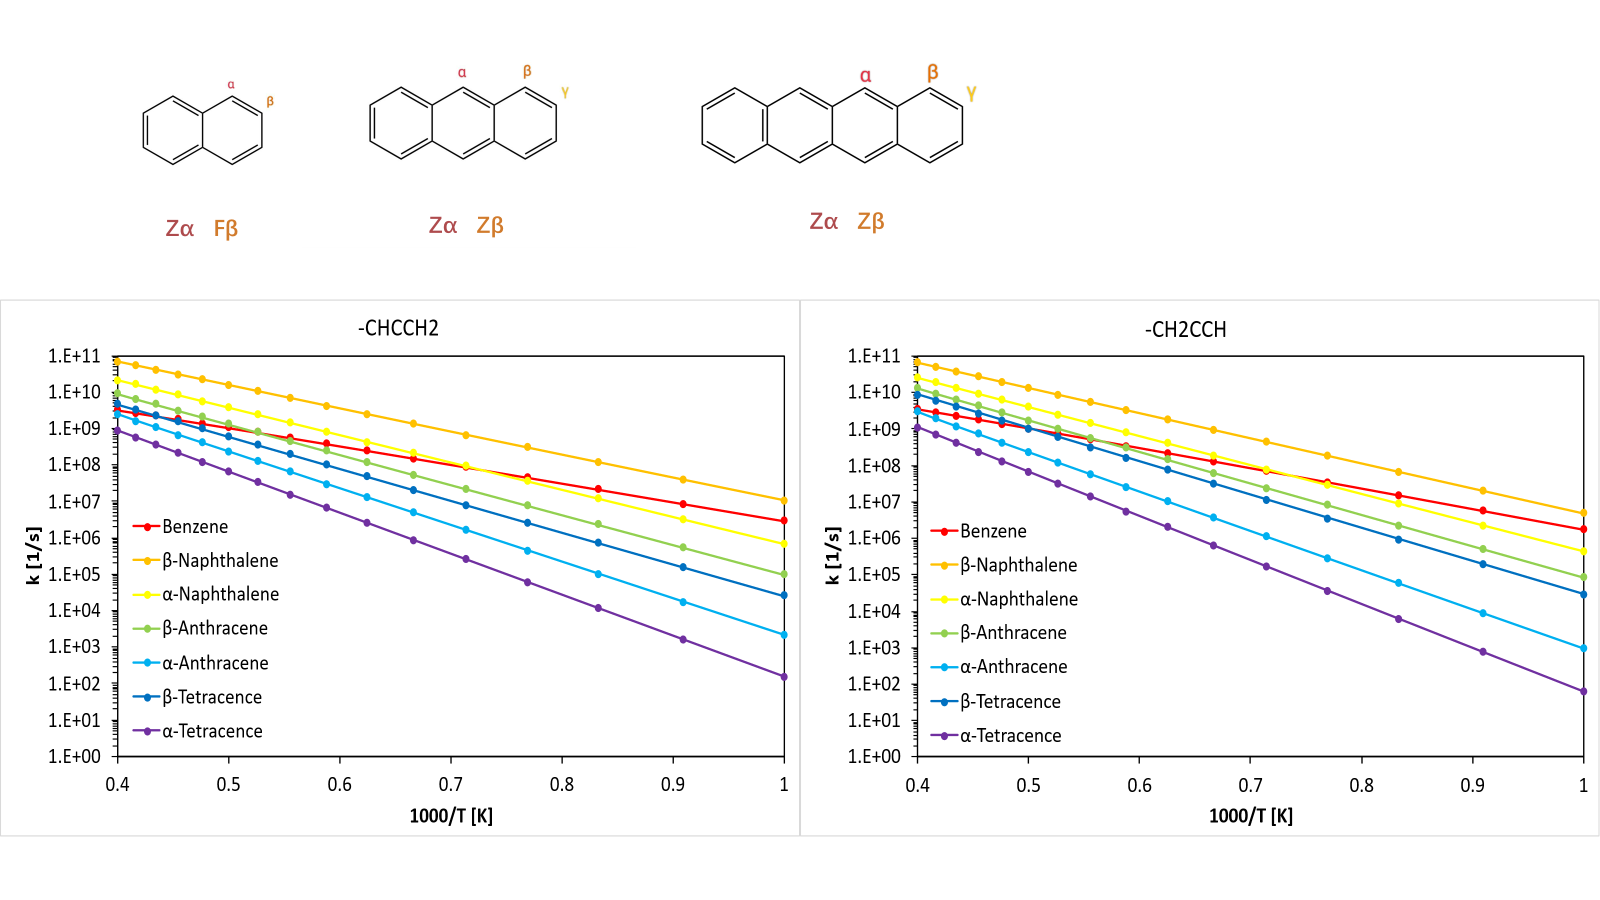 α
β
α
β
γ
α
β
γ
Zα Fβ
Zα Zβ
Zα Zβ
-CHCCH2
1.E+11
1.E+10
1.E+09
1.E+08
1.E+07
1.E+06
1.E+05
1.E+04
1.E+03
1.E+02
1.E+01
1.E+00
k [1/s]
Benzene
β-Naphthalene
α-Naphthalene
β-Anthracene
α-Anthracene
β-Tetracence
α-Tetracence
0.4 0.5 0.6 0.7 0.8 0.9 1
1000/T [K]
-CH2CCH
1.E+11
1.E+10
1.E+09
1.E+08
1.E+07
1.E+06
1.E+05
1.E+04
1.E+03
1.E+02
1.E+01
1.E+00
k [1/s]
Benzene
β-Naphthalene
α-Naphthalene
β-Anthracene
α-Anthracene
β-Tetracence
α-Tetracence
0.4 0.5 0.6 0.7 0.8 0.9 1
1000/T [K]